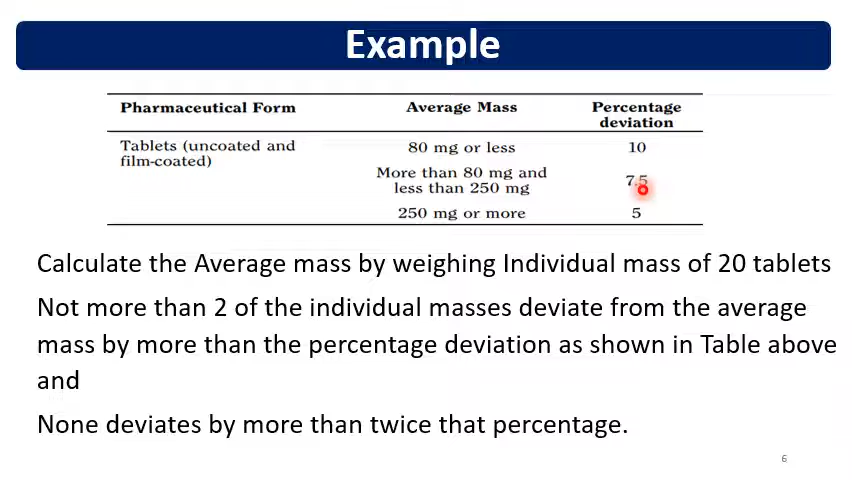 Example
Pharmaceutical Form Average Mass Percentage
deviation
Tablets (uncoated and 80 mg or less 10
film-coated)
More than 80 mg and
less than 250 mg 7.5
250 mg or more 5
Calculate the Average mass by weighing Individual mass of 20 tablets
Not more than 2 of the individual masses deviate from the average
mass by more than the percentage deviation as shown in Table above
and
None deviates by more than twice that percentage.
6